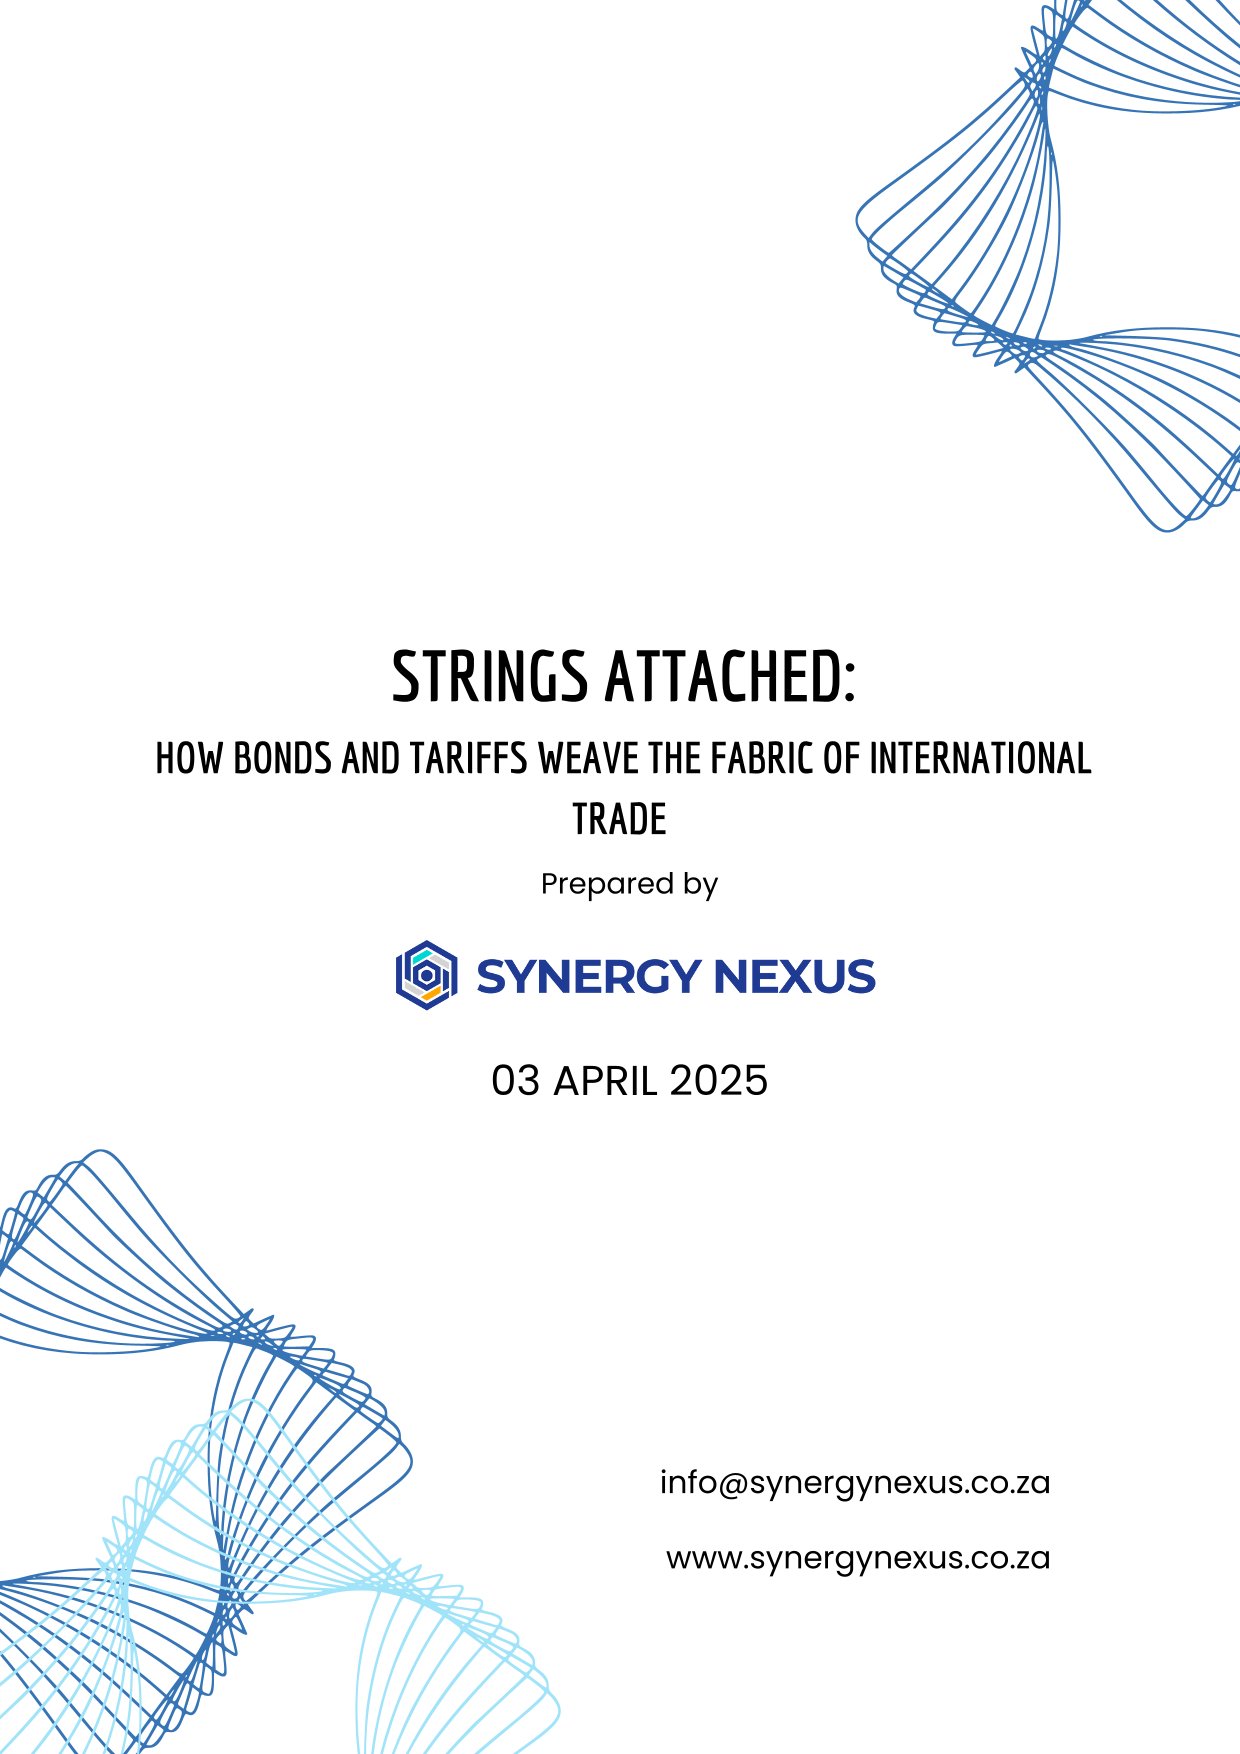 STRINGS ATTACHED:
HOW BONDS AND TARIFFS WEAVE THE FABRIC OF INTERNATIONAL
TRADE
Prepared by
SYNERGY NEXUS
03 APRIL 2025
info@synergynexus.co.za
www.synergynexus.co.za